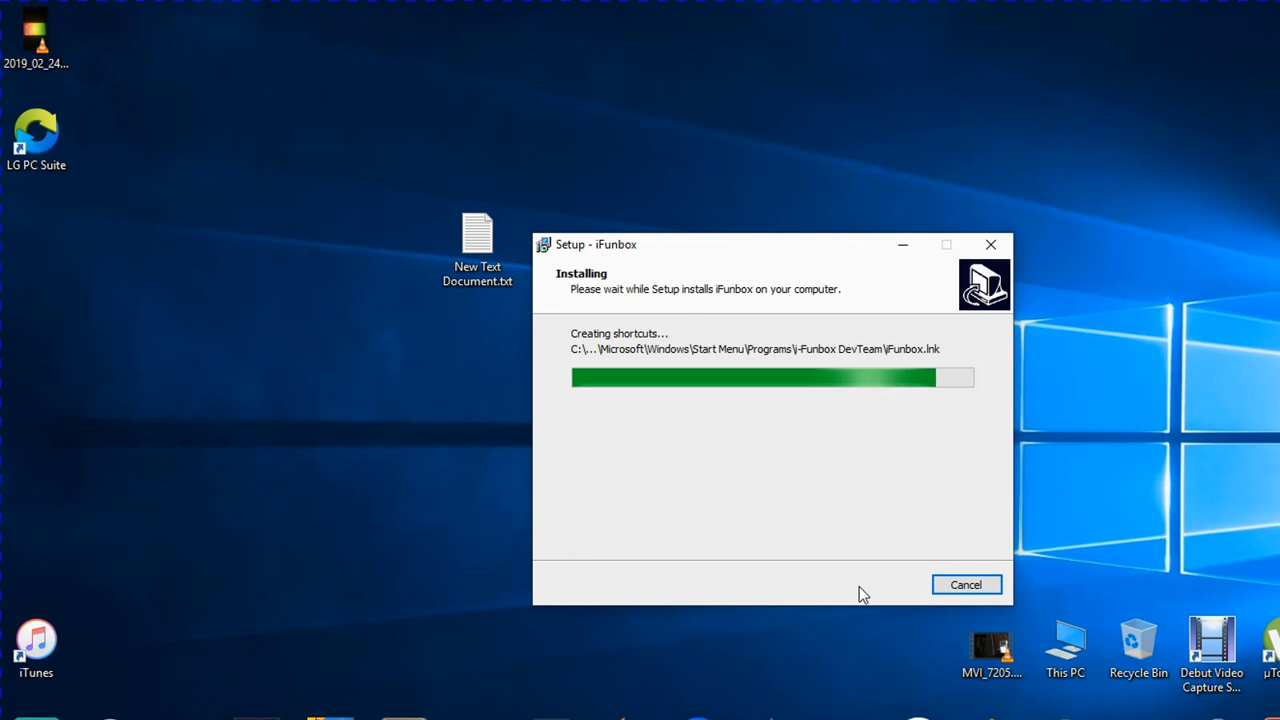 2019_02_24...
LG PC Suite
New Text
Document.txt
Setup - iFunbox
Installing
Please wait while Setup installs iFunbox on your computer.
Creating shortcuts...
C:\...\Microsoft\Windows\Start Menu\Programs\i-Funbox DevTeam\iFunbox.lnk
Cancel
iTunes
MVI_7205....
This PC
Recycle Bin
Debut Video
Capture S...